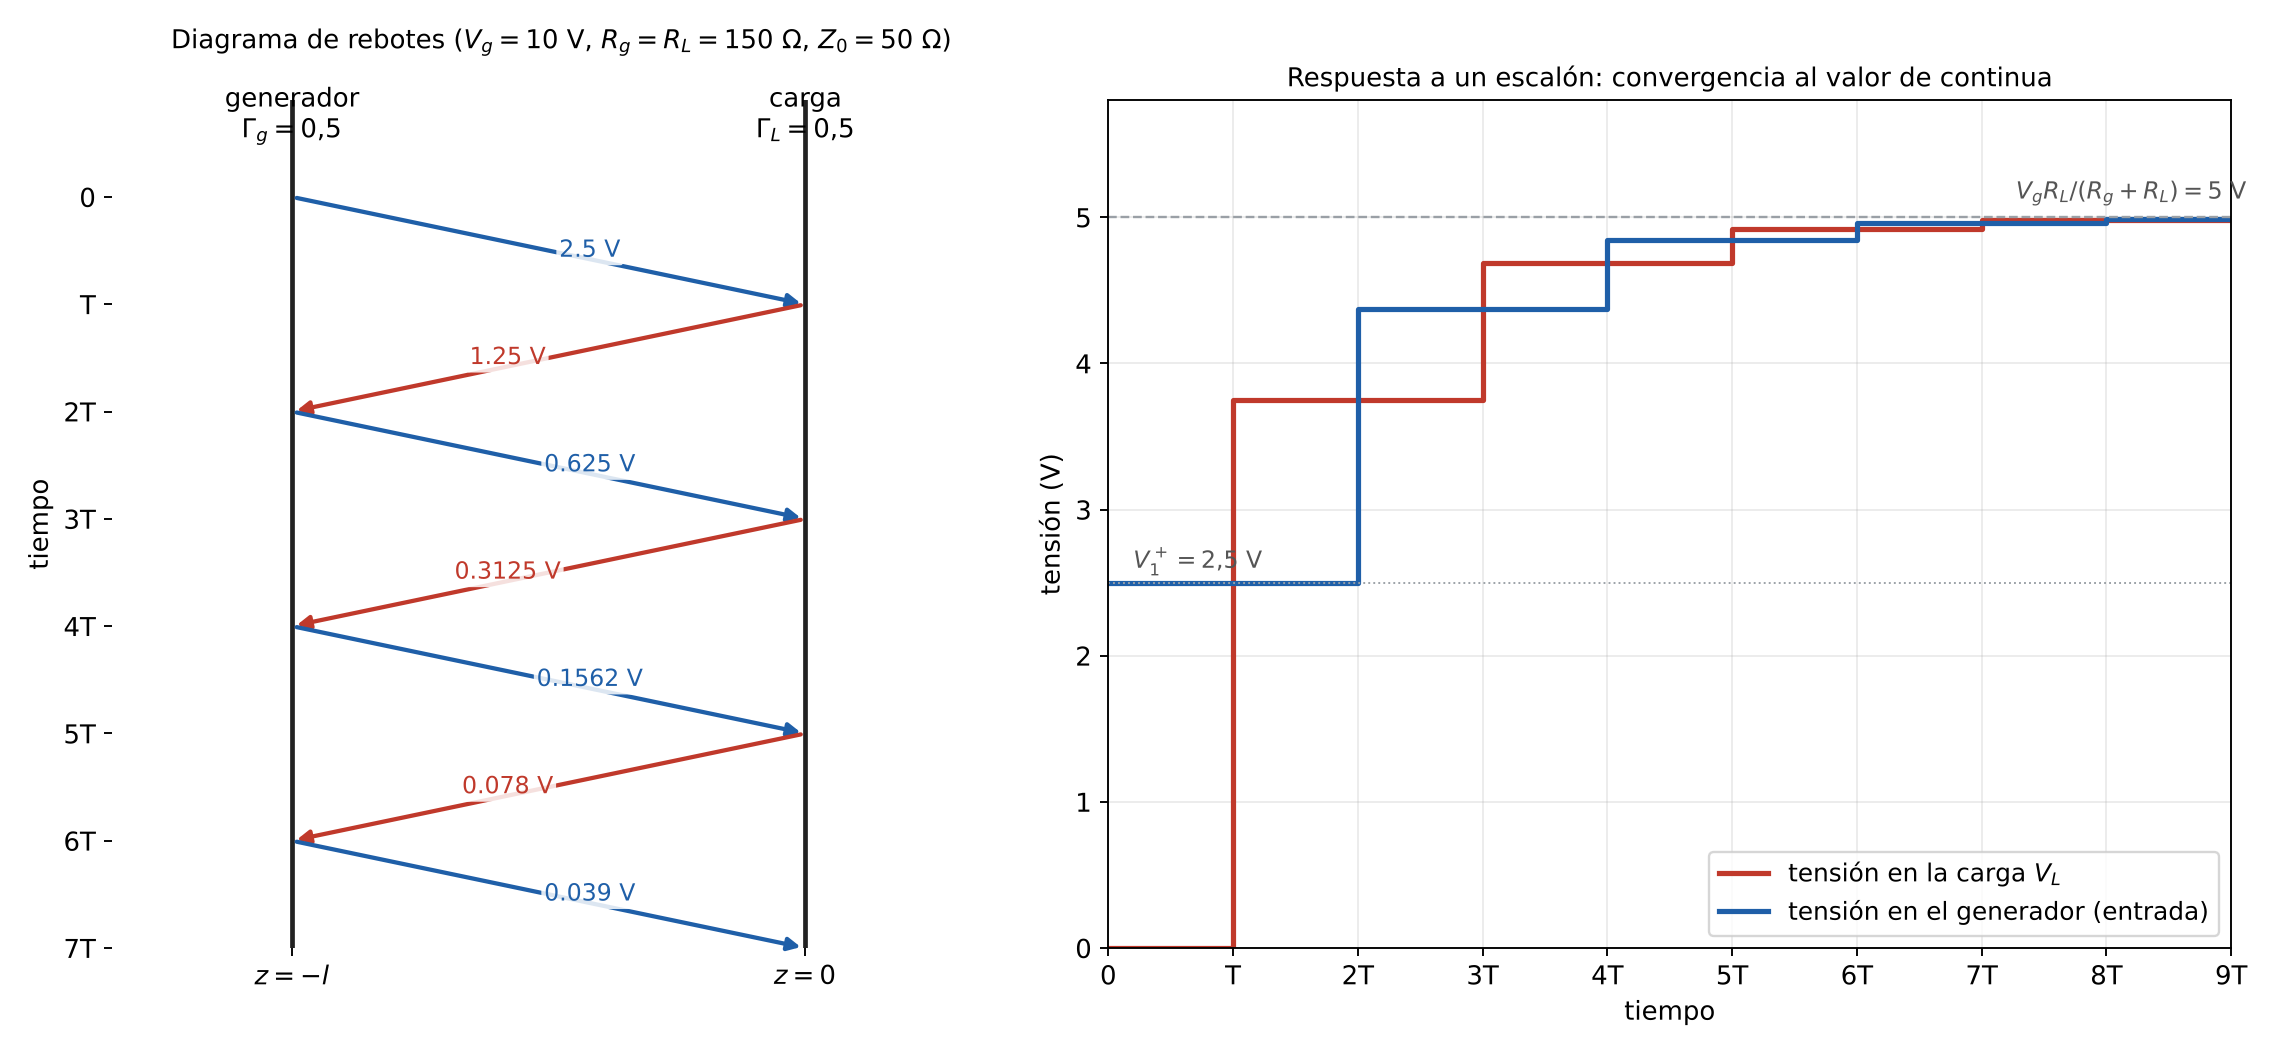 Diagrama de rebotes ($V_g = 10$ V, $R_g = R_L = 150$ Ω, $Z_0 = 50$ Ω)
generador
$\Gamma_g = 0,5$
carga
$\Gamma_L = 0,5$
tiempo
0
T
2T
3T
4T
5T
6T
7T
2.5 V
1.25 V
0.625 V
0.3125 V
0.1562 V
0.078 V
0.039 V
$z = -l$
$z = 0$
Respuesta a un escalón: convergencia al valor de continua
tensión (V)
5
4
3
2
1
0
$V_g R_L/(R_g + R_L) = 5$ V
$V_1^+ = 2,5$ V
tensión en la carga $V_L$
tensión en el generador (entrada)
0
T
2T
3T
4T
5T
6T
7T
8T
9T
tiempo